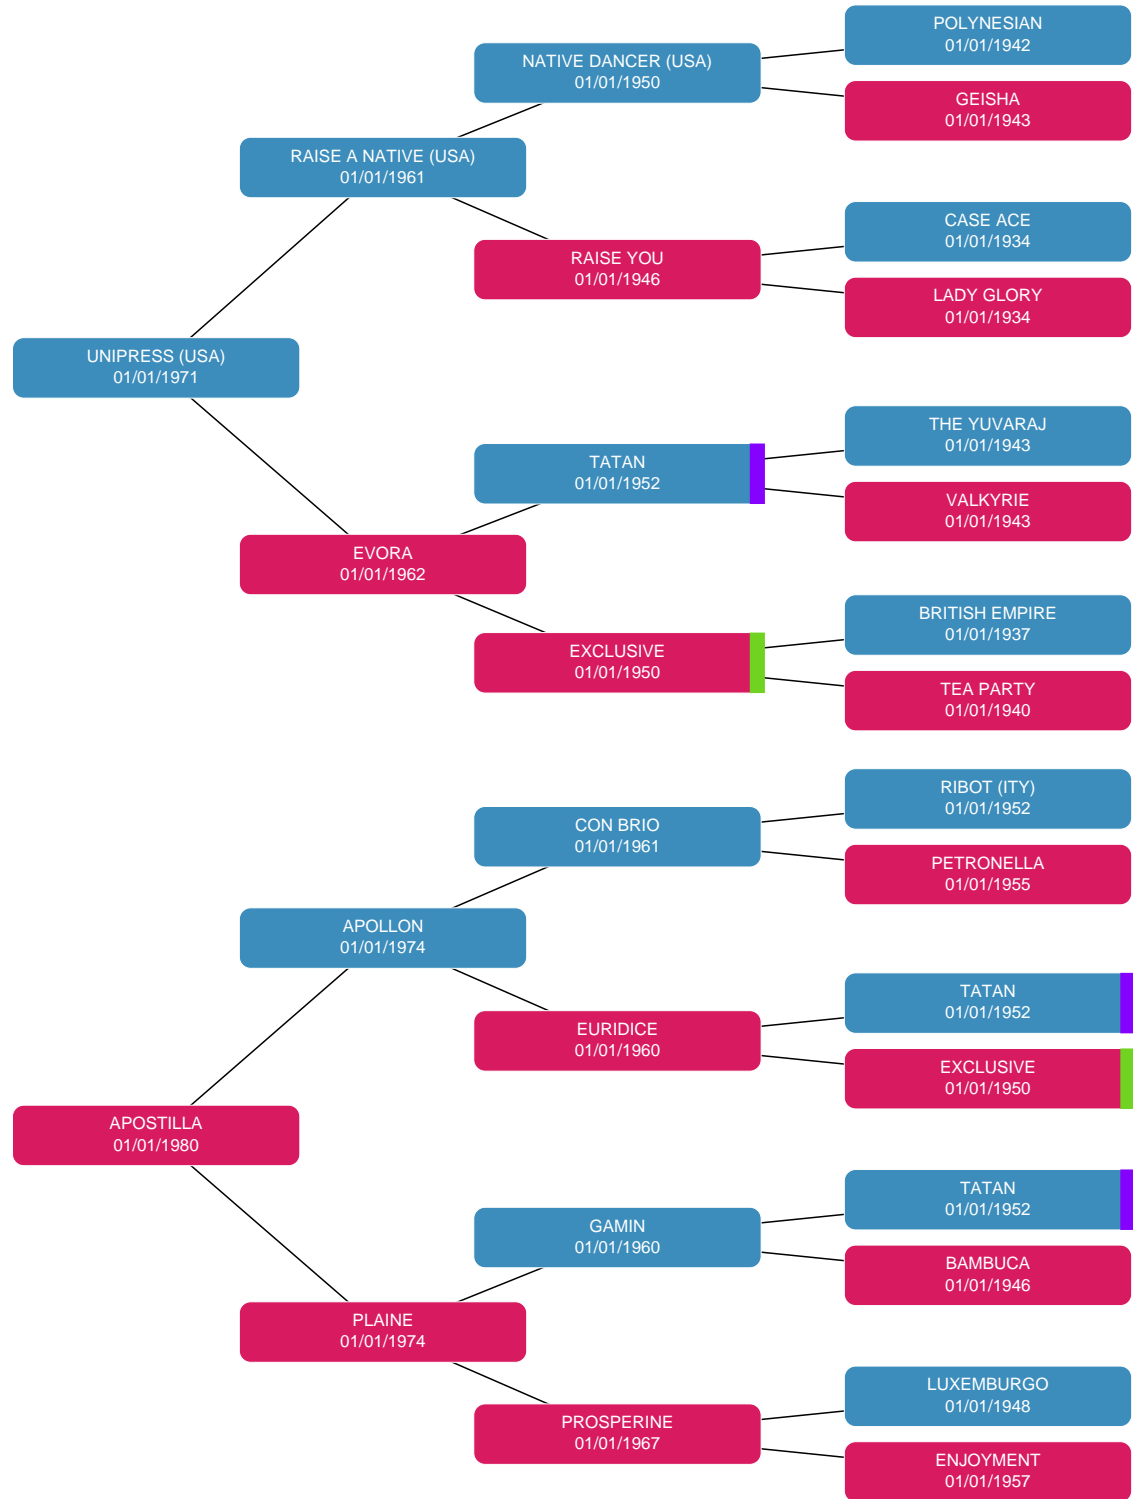 POLYNESIAN
01/01/1942
NATIVE DANCER (USA)
01/01/1950
GEISHA
01/01/1943
RAISE A NATIVE (USA)
01/01/1961
CASE ACE
01/01/1934
RAISE YOU
01/01/1946
LADY GLORY
01/01/1934
UNIPRESS (USA)
01/01/1971
THE YUVARAJ
01/01/1943
TATAN
01/01/1952
VALKYRIE
01/01/1943
EVORA
01/01/1962
BRITISH EMPIRE
01/01/1937
EXCLUSIVE
01/01/1950
TEA PARTY
01/01/1940
RIBOT (ITY)
01/01/1952
CON BRIO
01/01/1961
PETRONELLA
01/01/1955
APOLLON
01/01/1974
TATAN
01/01/1952
EURIDICE
01/01/1960
EXCLUSIVE
01/01/1950
APOSTILLA
01/01/1980
TATAN
01/01/1952
GAMIN
01/01/1960
BAMBUCA
01/01/1946
PLAINE
01/01/1974
LUXEMBURGO
01/01/1948
PROSPERINE
01/01/1967
ENJOYMENT
01/01/1957